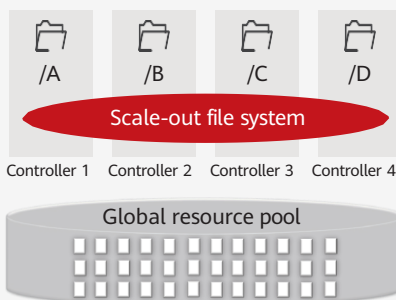 /A /B /C /D
Scale-out file system
Controller 1 Controller 2 Controller 3 Controller 4
Global resource pool